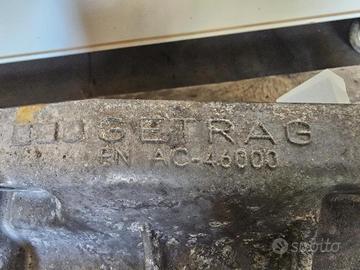 GETRAG
PN AC-46000
subito